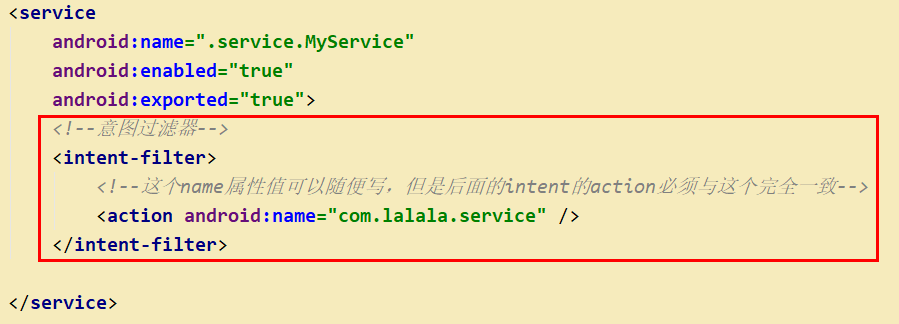 <service
android:name=".service.MyService"
android:enabled="true"
android:exported="true">
<!--意图过滤器-->
<intent-filter>
<!--这个name属性值可以随便写，但是后面的intent的action必须与这个完全一致-->
<action android:name="com.lalala.service" />
</intent-filter>
</service>